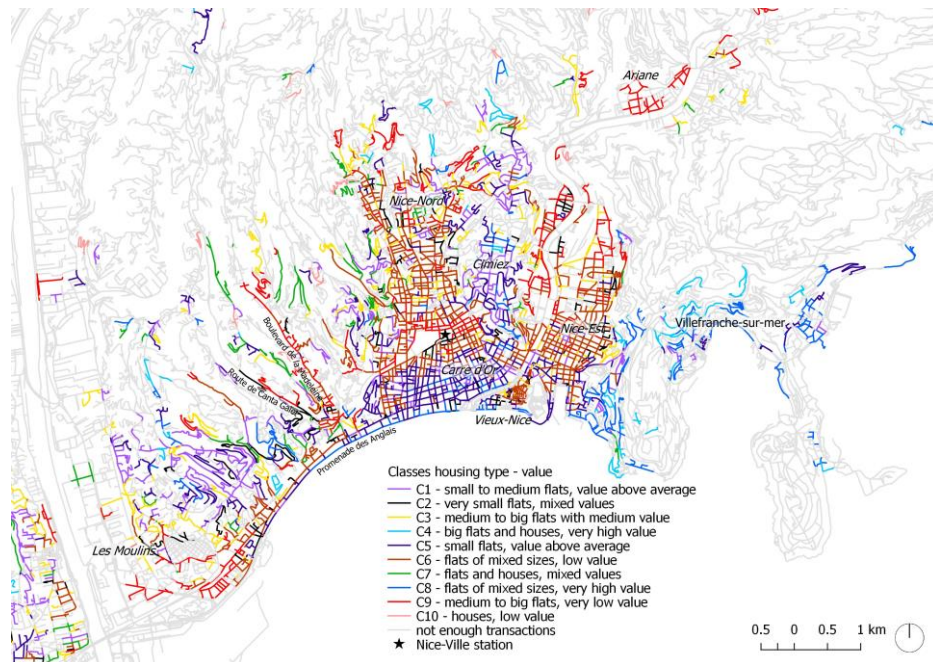 Ariane
Nice-Nord
Cimiez
Villefranche-sur-mer
Nice-Est
Boulevard de la Madeleine
Carre d'Or
Route de Canta Galet
Vieux-Nice
Promenade des Anglais
Les Moulins
Classes housing type - value
C1 - small to medium flats, value above average
C2 - very small flats, mixed values
C3 - medium to big flats with medium value
C4 - big flats and houses, very high value
C5 - small flats, value above average
C6 - flats of mixed sizes, low value
C7 - flats and houses, mixed values
C8 - flats of mixed sizes, very high value
C9 - medium to big flats, very low value
C10 - houses, low value
not enough transactions
Nice-Ville station
0.5 0 0.5 1 km